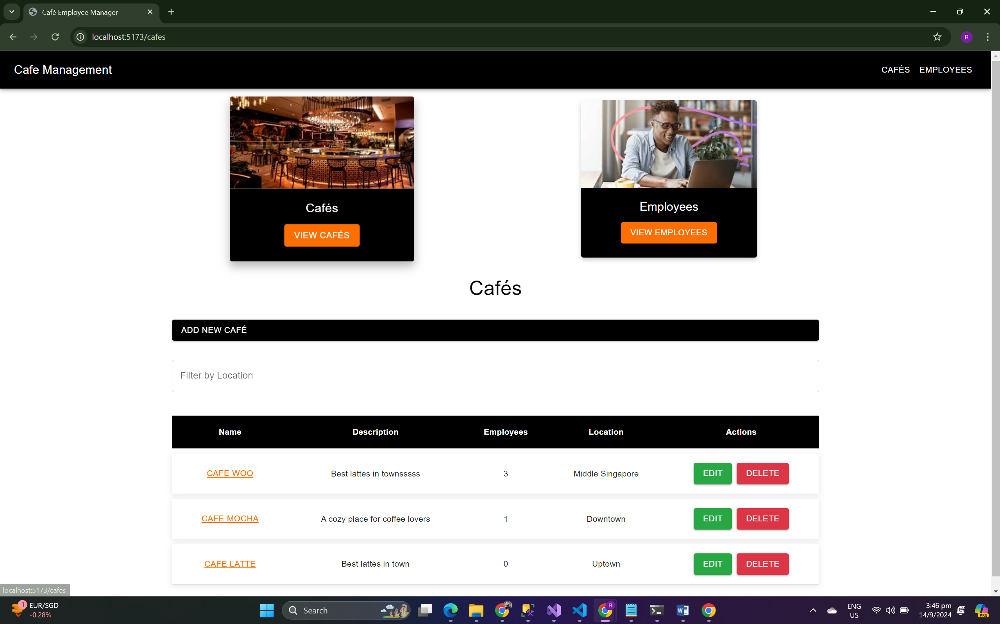 Café Employee Manager
localhost:5173/cafes
R
Cafe Management
CAFÉS EMPLOYEES
Cafés
VIEW CAFÉS
Employees
VIEW EMPLOYEES
Cafés
ADD NEW CAFÉ
Filter by Location
Name Description Employees Location Actions
CAFE WOO Best lattes in townsssss 3 Middle Singapore EDIT DELETE
CAFE MOCHA A cozy place for coffee lovers 1 Downtown EDIT DELETE
CAFE LATTE Best lattes in town 0 Uptown EDIT DELETE
localhost:5173/cafes
1 EUR/SGD
-0.28%
Search
R
W
ENG
US
3:46 pm
14/9/2024
PRE